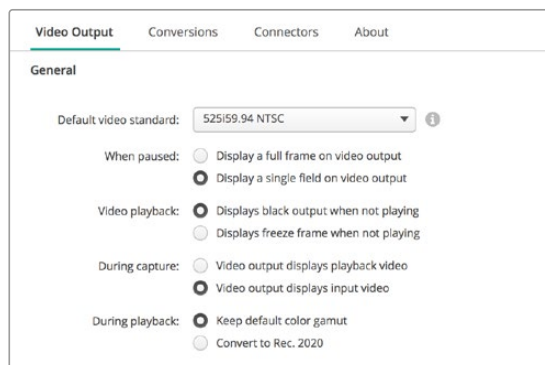 Video Output Conversions Connectors About
General
Default video standard: 525i59.94 NTSC
When paused: Display a full frame on video output
Display a single field on video output
Video playback: Displays black output when not playing
Displays freeze frame when not playing
During capture: Video output displays playback video
Video output displays input video
During playback: Keep default color gamut
Convert to Rec. 2020